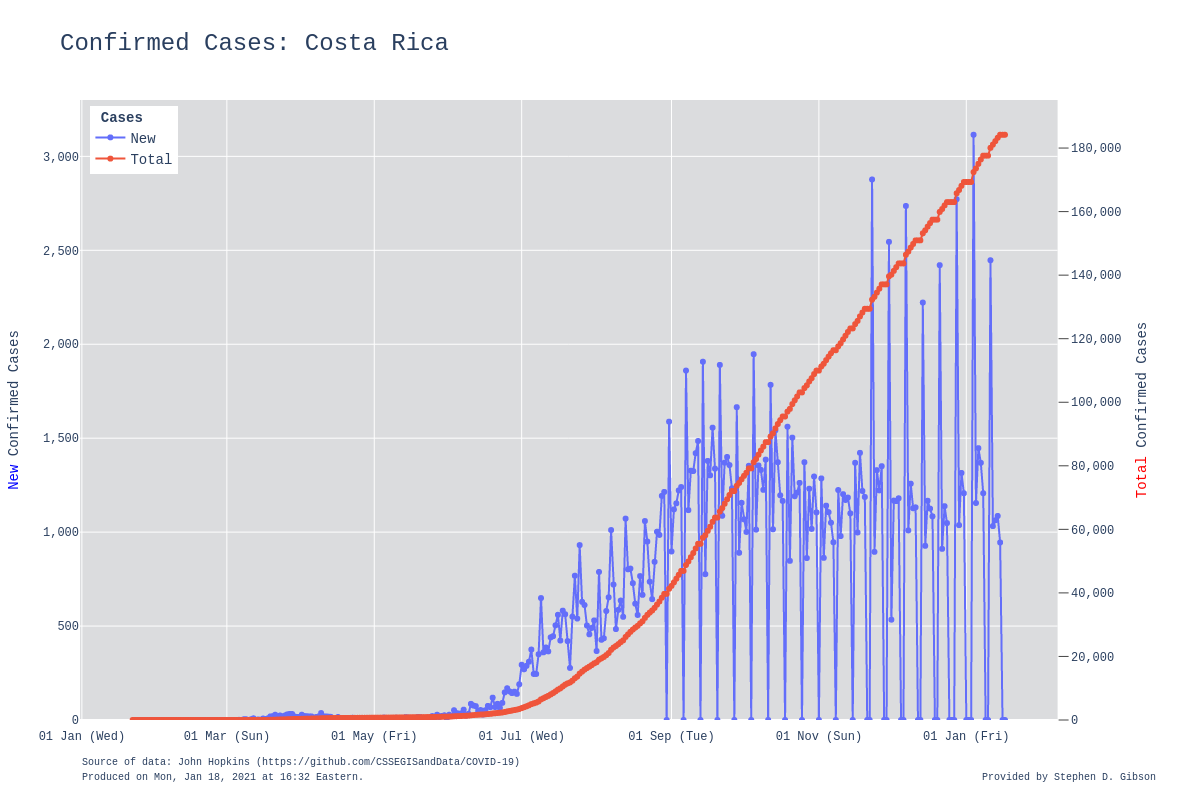 Confirmed Cases: Costa Rica
Cases
New
Total
3,000
2,500
2,000
1,500
1,000
500
0
New Confirmed Cases
180,000
160,000
140,000
120,000
100,000
80,000
60,000
40,000
20,000
0
Total Confirmed Cases
01 Jan (Wed) 01 Mar (Sun) 01 May (Fri) 01 Jul (Wed) 01 Sep (Tue) 01 Nov (Sun) 01 Jan (Fri)
Source of data: John Hopkins (https://github.com/CSSEGISandData/COVID-19)
Produced on Mon, Jan 18, 2021 at 16:32 Eastern.
Provided by Stephen D. Gibson